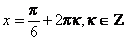 x = π/6 + 2πκ, κ ∈ Z